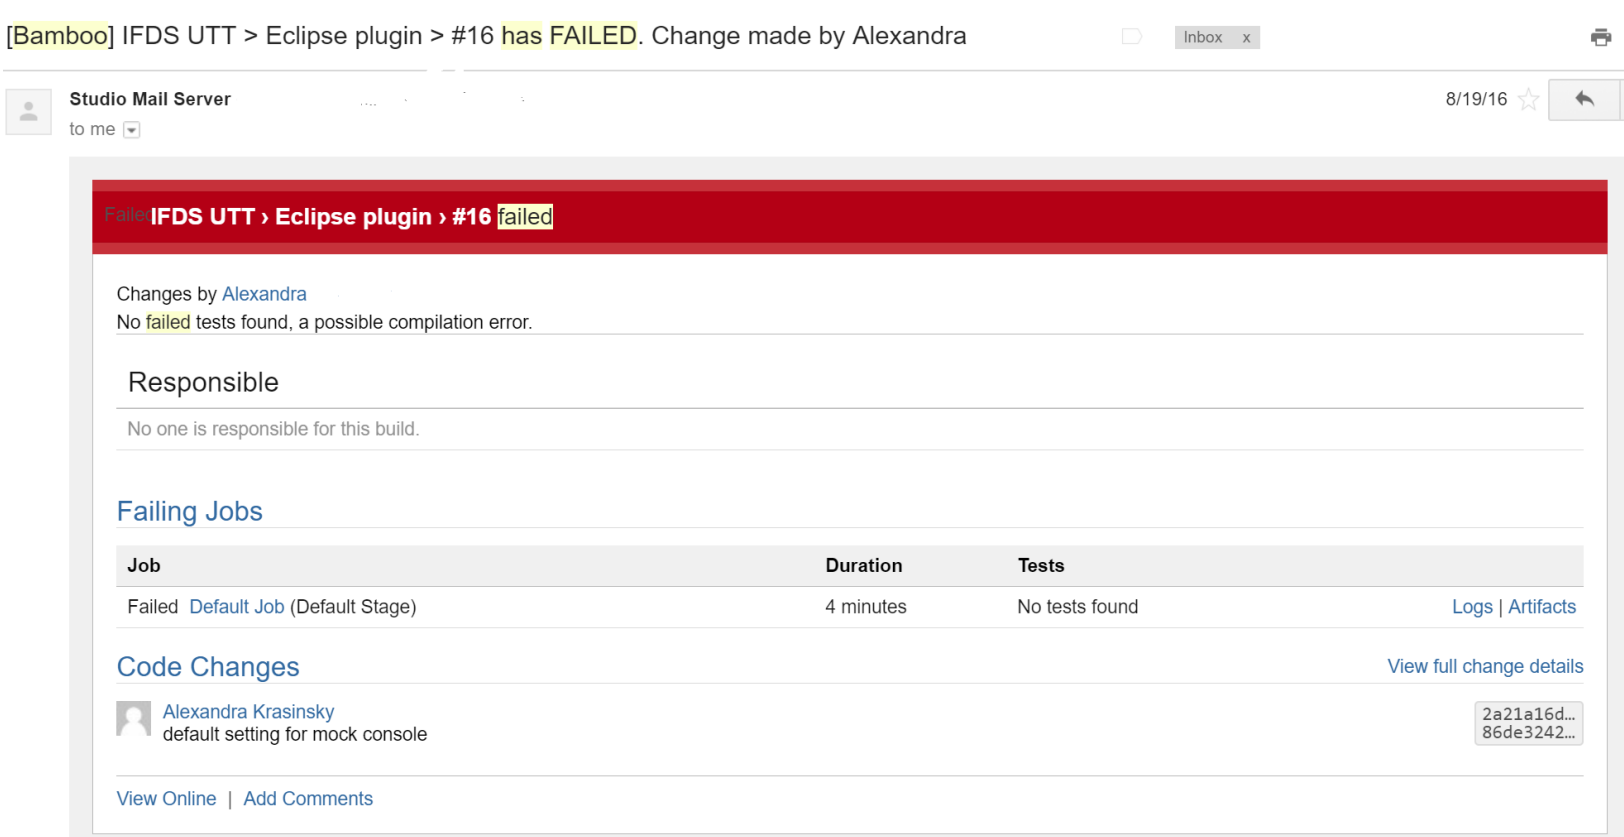 [Bamboo] IFDS UTT > Eclipse plugin > #16 has FAILED. Change made by Alexandra
Inbox x
Studio Mail Server
8/19/16
to me
Failed IFDS UTT › Eclipse plugin › #16 failed
Changes by Alexandra
No failed tests found, a possible compilation error.
Responsible
No one is responsible for this build.
Failing Jobs
Job Duration Tests
Failed Default Job (Default Stage) 4 minutes No tests found Logs | Artifacts
Code Changes View full change details
Alexandra Krasinsky 2a21a16d…
default setting for mock console 86de3242…
View Online | Add Comments